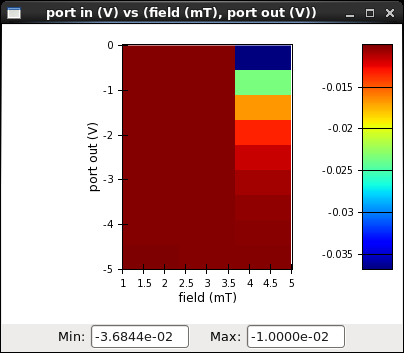 port in (V) vs (field (mT), port out (V))
0
-1
-2
-3
-4
-5
port out (V)
1 1.5 2 2.5 3 3.5 4 4.5 5
field (mT)
-0.015
-0.02
-0.025
-0.03
-0.035
Min: -3.6844e-02 Max: -1.0000e-02